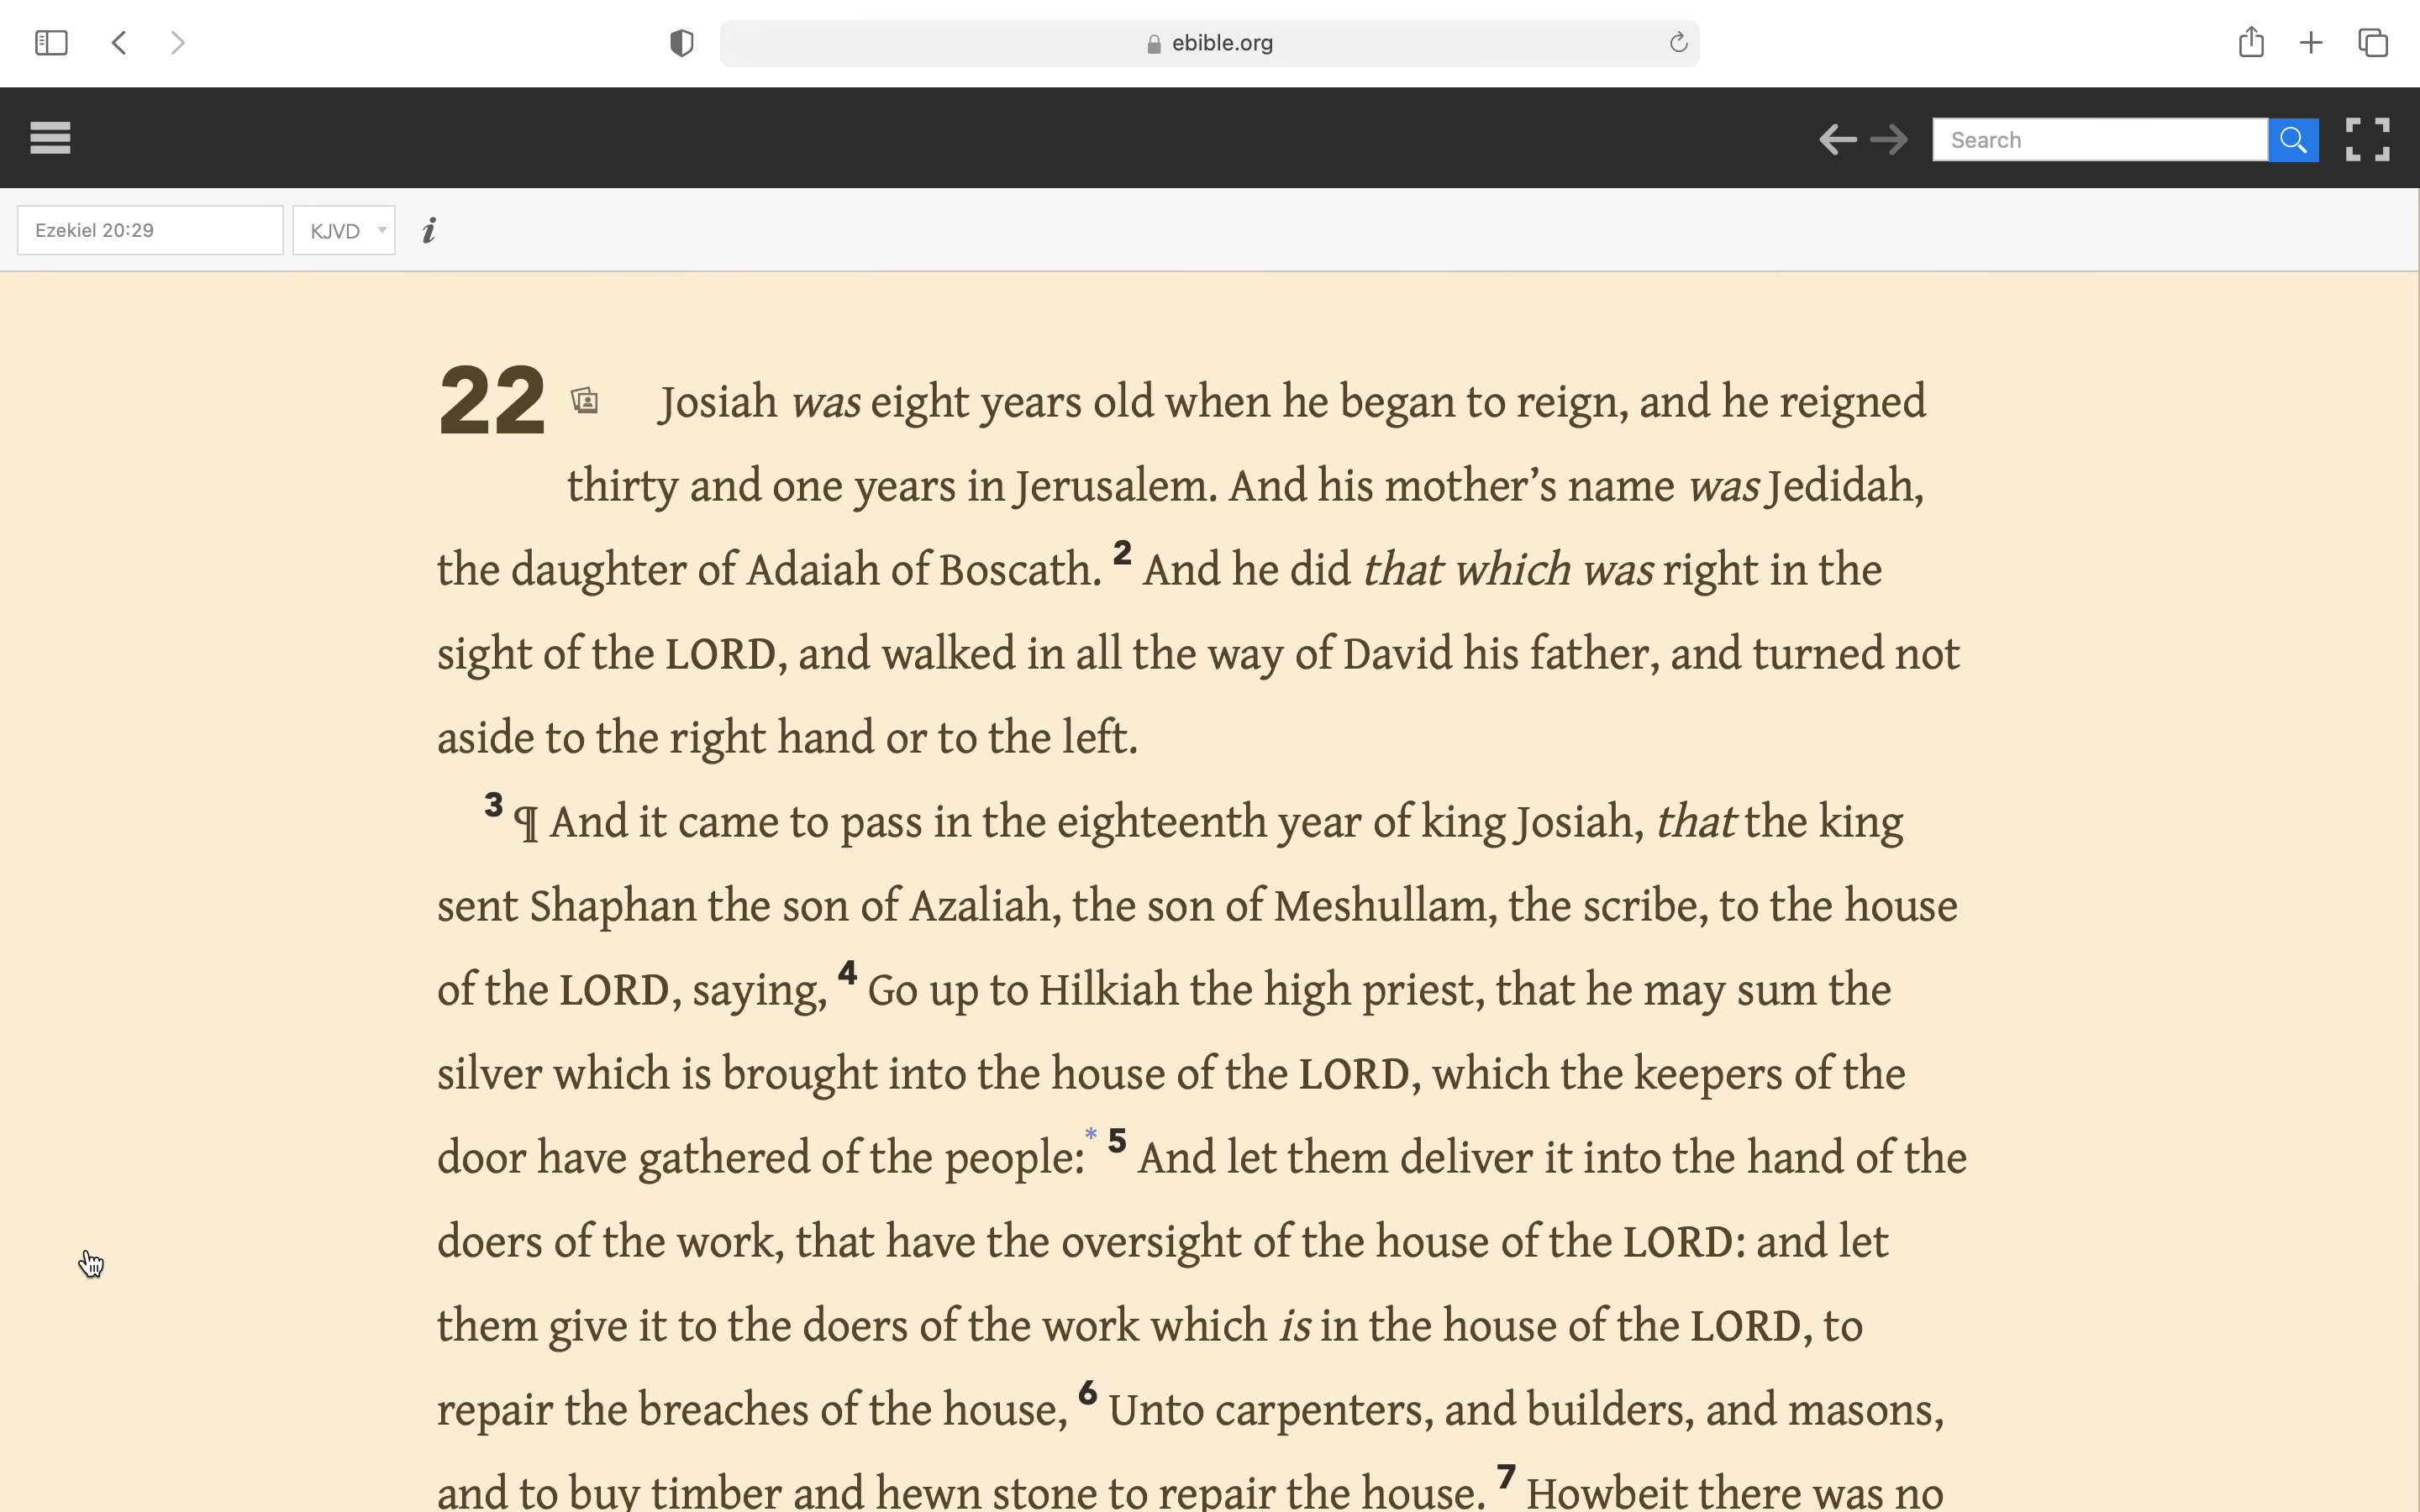 ebible.org
Search
Ezekiel 20:29
KJVD
i
22 Josiah was eight years old when he began to reign, and he reigned
thirty and one years in Jerusalem. And his mother’s name was Jedidah,
the daughter of Adaiah of Boscath. 2 And he did that which was right in the
sight of the LORD, and walked in all the way of David his father, and turned not
aside to the right hand or to the left.
3 ¶ And it came to pass in the eighteenth year of king Josiah, that the king
sent Shaphan the son of Azaliah, the son of Meshullam, the scribe, to the house
of the LORD, saying, 4 Go up to Hilkiah the high priest, that he may sum the
silver which is brought into the house of the LORD, which the keepers of the
door have gathered of the people:* 5 And let them deliver it into the hand of the
doers of the work, that have the oversight of the house of the LORD: and let
them give it to the doers of the work which is in the house of the LORD, to
repair the breaches of the house, 6 Unto carpenters, and builders, and masons,
and to buy timber and hewn stone to repair the house. 7 Howbeit there was no